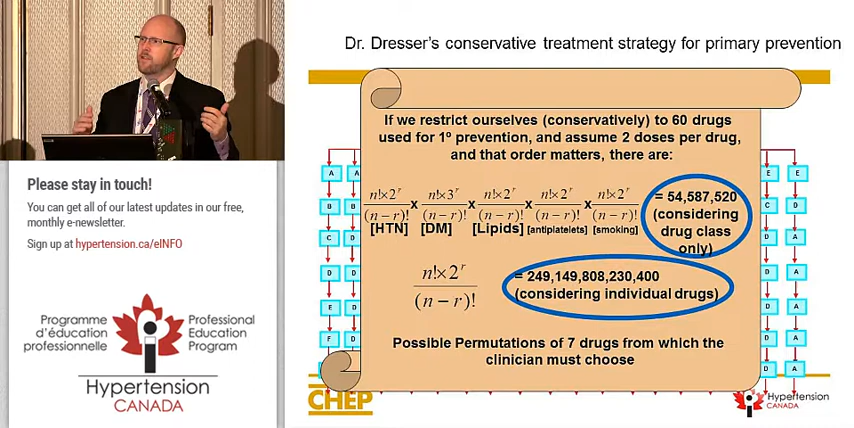 Dr. Dresser's conservative treatment strategy for primary prevention
If we restrict ourselves (conservatively) to 60 drugs
used for 1º prevention, and assume 2 doses per drug,
and that order matters, there are:
n!×2^r/(n−r)! x n!×3^r/(n−r)! x n!×2^r/(n−r)! x n!×2^r/(n−r)! x n!×2^r/(n−r)!
[HTN] [DM] [Lipids] [antiplatelets] [smoking]
= 54,587,520
(considering
drug class
only)
n!×2^r/(n−r)!
= 249,149,808,230,400
(considering individual drugs)
Possible Permutations of 7 drugs from which the
clinician must choose
A A E E
B B C D
C C D A
D D D A
D D D A
E D D A
F D D A
D D D A
CHEP
Hypertension
CANADA
Please stay in touch!
You can get all of our latest updates in our free,
monthly e-newsletter.
Sign up at hypertension.ca/eINFO
Programme
d'éducation
professionnelle
Professional
Education
Program
Hypertension
CANADA